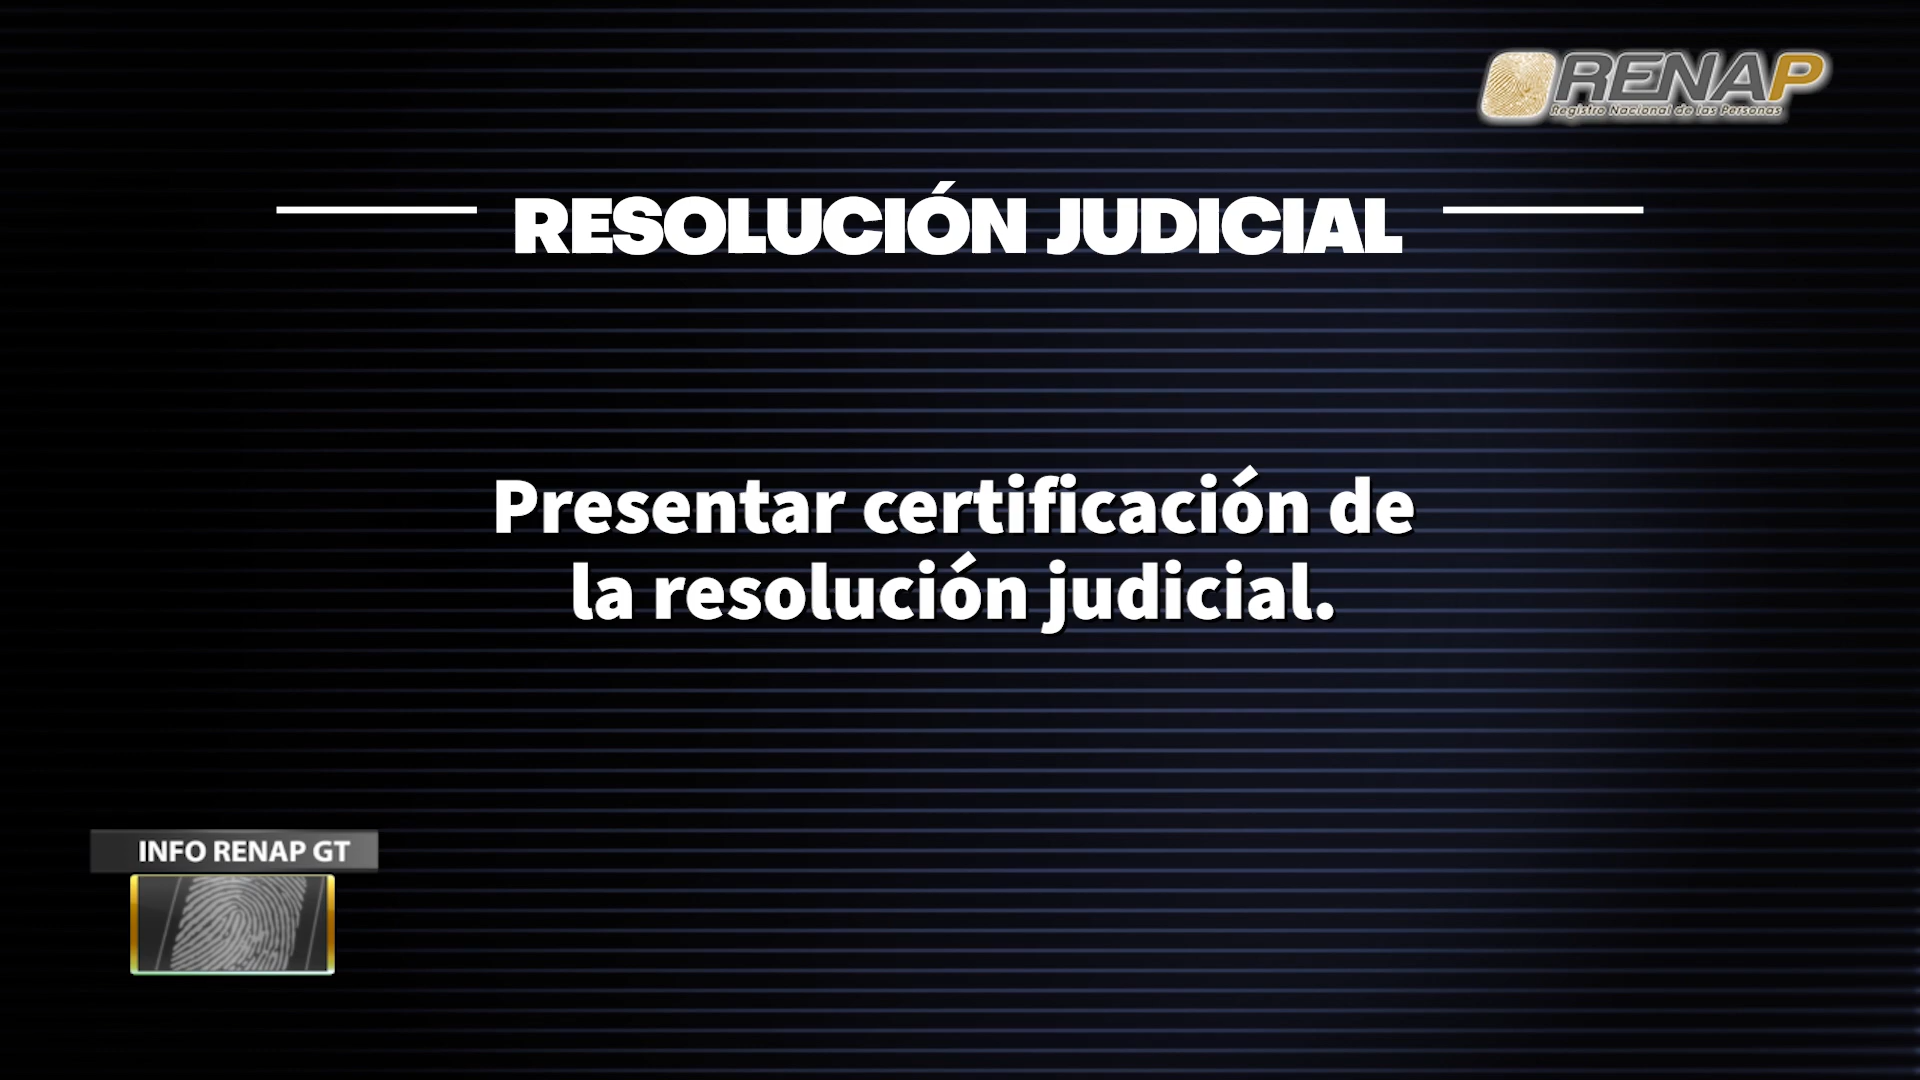 RENAP
Registro Nacional de las Personas
RESOLUCIÓN JUDICIAL
Presentar certificación de
la resolución judicial.
INFO RENAP GT